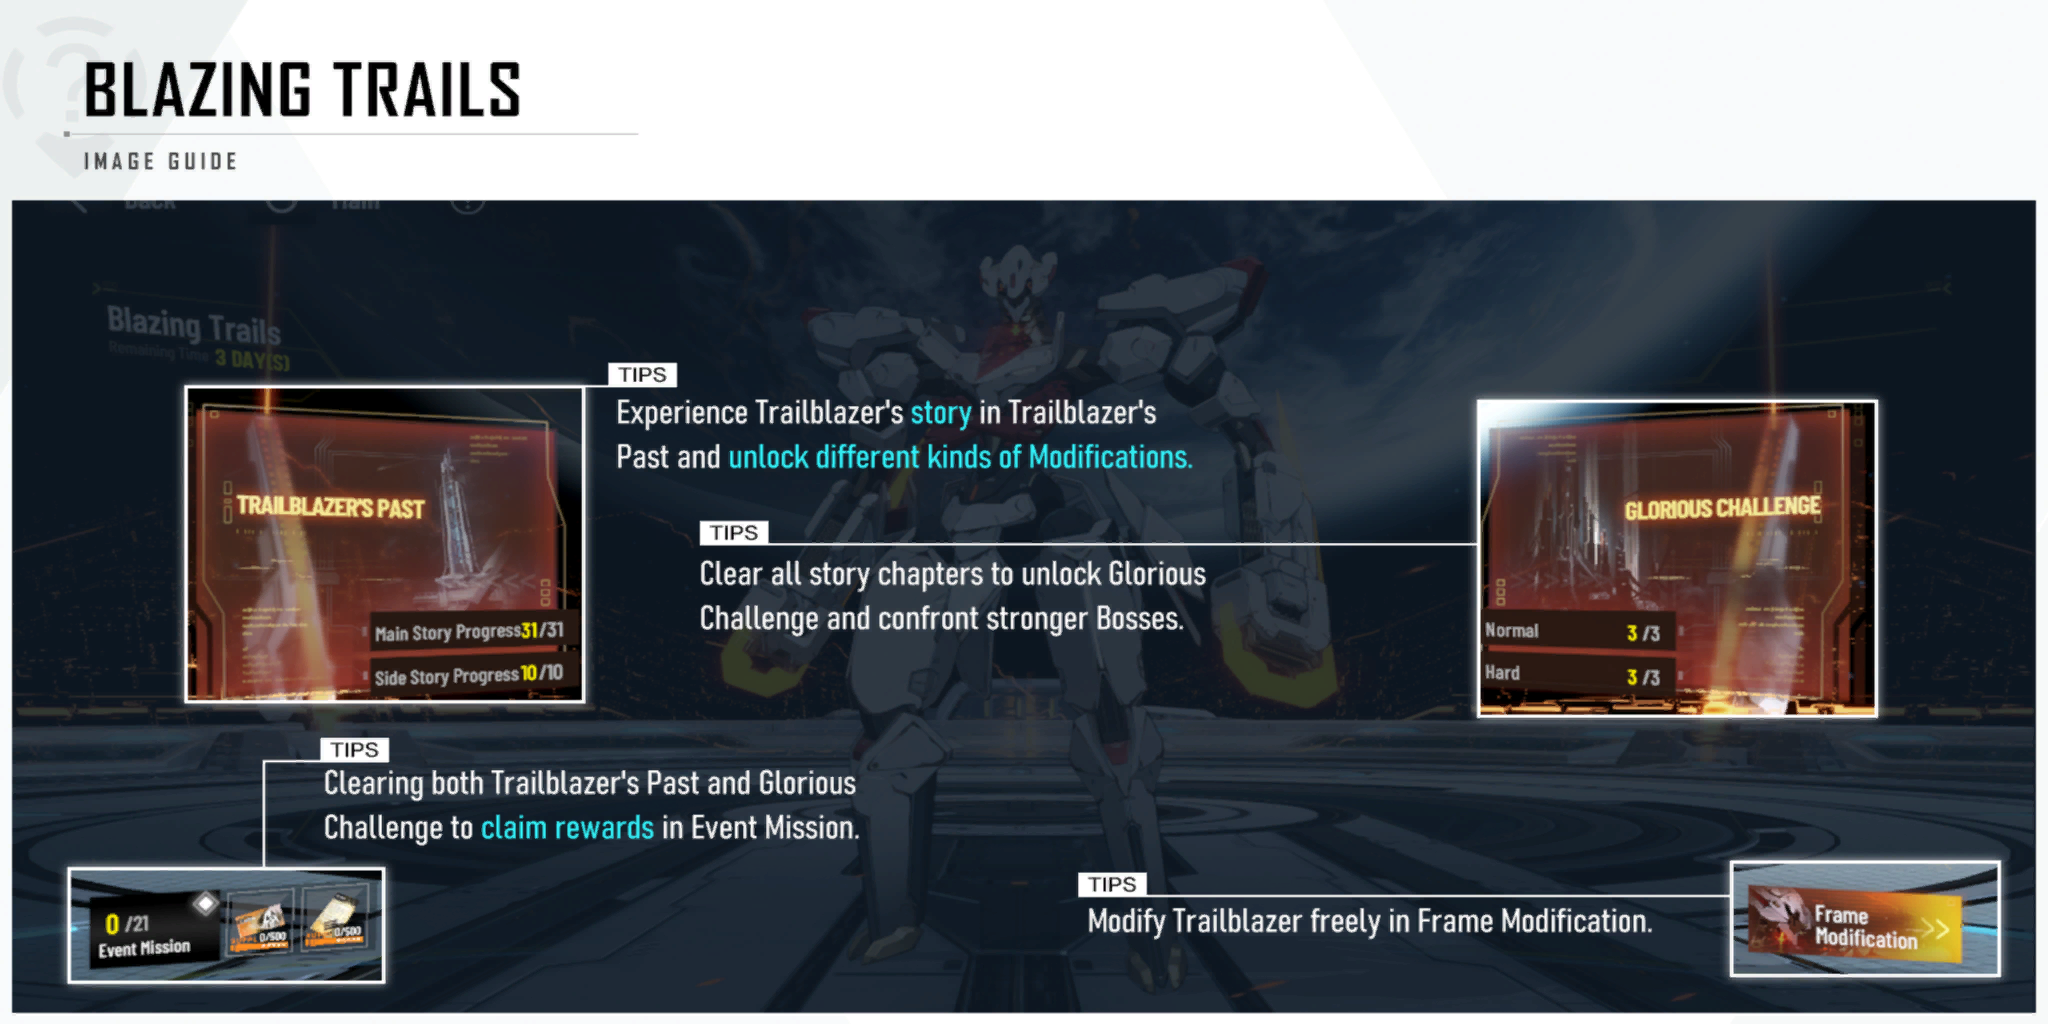 BLAZING TRAILS
IMAGE GUIDE
Back
Blazing Trails
Remaining Time 3 DAY(S)
TIPS
Experience Trailblazer's story in Trailblazer's
Past and unlock different kinds of Modifications.
TRAILBLAZER'S PAST
Main Story Progress 31/31
Side Story Progress 10/10
TIPS
Clear all story chapters to unlock Glorious
Challenge and confront stronger Bosses.
GLORIOUS CHALLENGE
Normal 3 /3
Hard 3 /3
TIPS
Clearing both Trailblazer's Past and Glorious
Challenge to claim rewards in Event Mission.
0 /21
Event Mission
0/500
0/500
TIPS
Modify Trailblazer freely in Frame Modification.
Frame
Modification